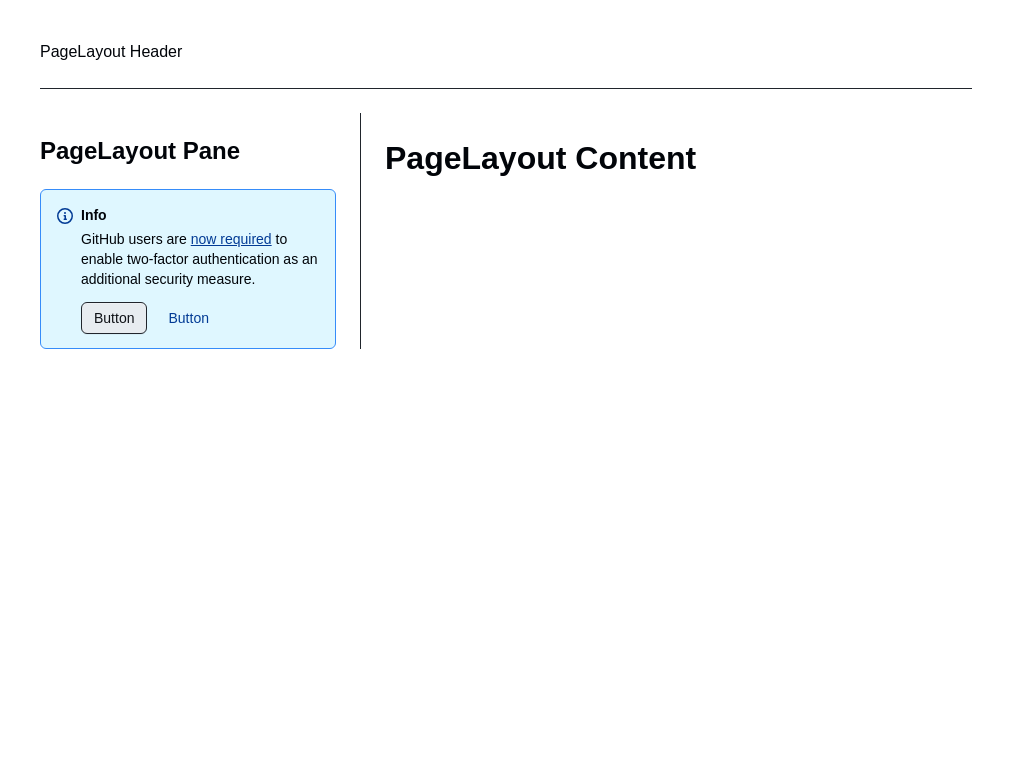 PageLayout Header
PageLayout Pane
Info
GitHub users are now required to
enable two-factor authentication as an
additional security measure.
Button Button
PageLayout Content